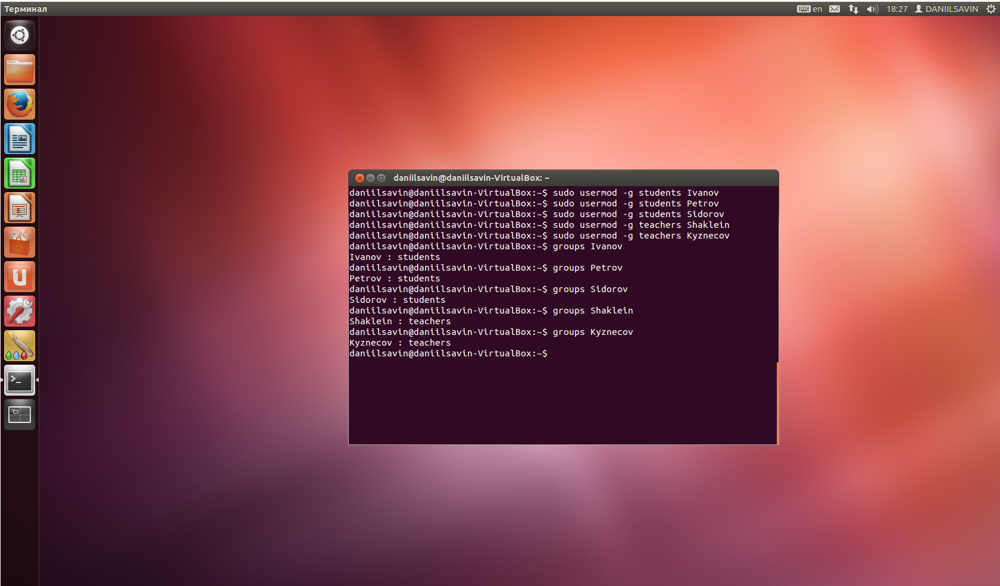 Терминал
en
18:27
DANIILSAVIN
daniilsavin@daniilsavin-VirtualBox: ~
daniilsavin@daniilsavin-VirtualBox:~$ sudo usermod -g students Ivanov
daniilsavin@daniilsavin-VirtualBox:~$ sudo usermod -g students Petrov
daniilsavin@daniilsavin-VirtualBox:~$ sudo usermod -g students Sidorov
daniilsavin@daniilsavin-VirtualBox:~$ sudo usermod -g teachers Shaklein
daniilsavin@daniilsavin-VirtualBox:~$ sudo usermod -g teachers Kyznecov
daniilsavin@daniilsavin-VirtualBox:~$ groups Ivanov
Ivanov : students
daniilsavin@daniilsavin-VirtualBox:~$ groups Petrov
Petrov : students
daniilsavin@daniilsavin-VirtualBox:~$ groups Sidorov
Sidorov : students
daniilsavin@daniilsavin-VirtualBox:~$ groups Shaklein
Shaklein : teachers
daniilsavin@daniilsavin-VirtualBox:~$ groups Kyznecov
Kyznecov : teachers
daniilsavin@daniilsavin-VirtualBox:~$